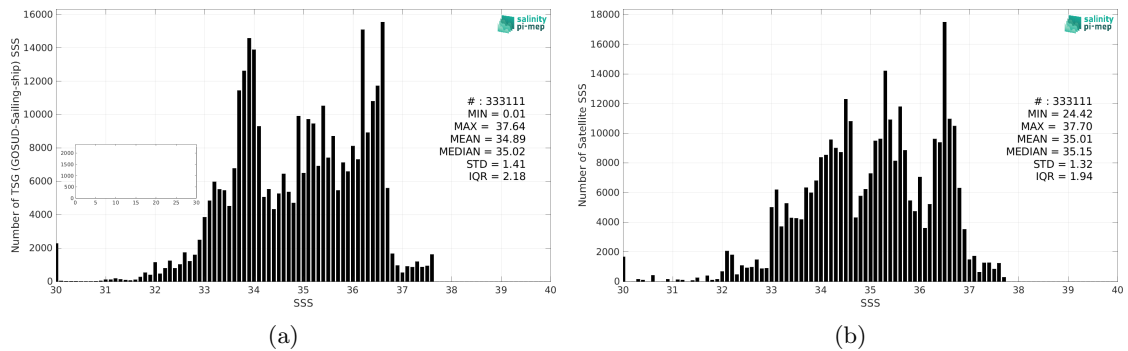 salinity
pi-mep
16000
14000
12000
10000
8000
6000
4000
2000
0
Number of TSG (GOSUD-Sailing-ship) SSS
# : 333111
MIN = 0.01
MAX = 37.64
MEAN = 34.89
MEDIAN = 35.02
STD = 1.41
IQR = 2.18
2000
1500
1000
500
0
0 5 10 15 20 25 30
30 31 32 33 34 35 36 37 38 39 40
SSS
(a)
salinity
pi-mep
18000
16000
14000
12000
10000
8000
6000
4000
2000
0
Number of Satellite SSS
# : 333111
MIN = 24.42
MAX = 37.70
MEAN = 35.01
MEDIAN = 35.15
STD = 1.32
IQR = 1.94
30 31 32 33 34 35 36 37 38 39 40
SSS
(b)